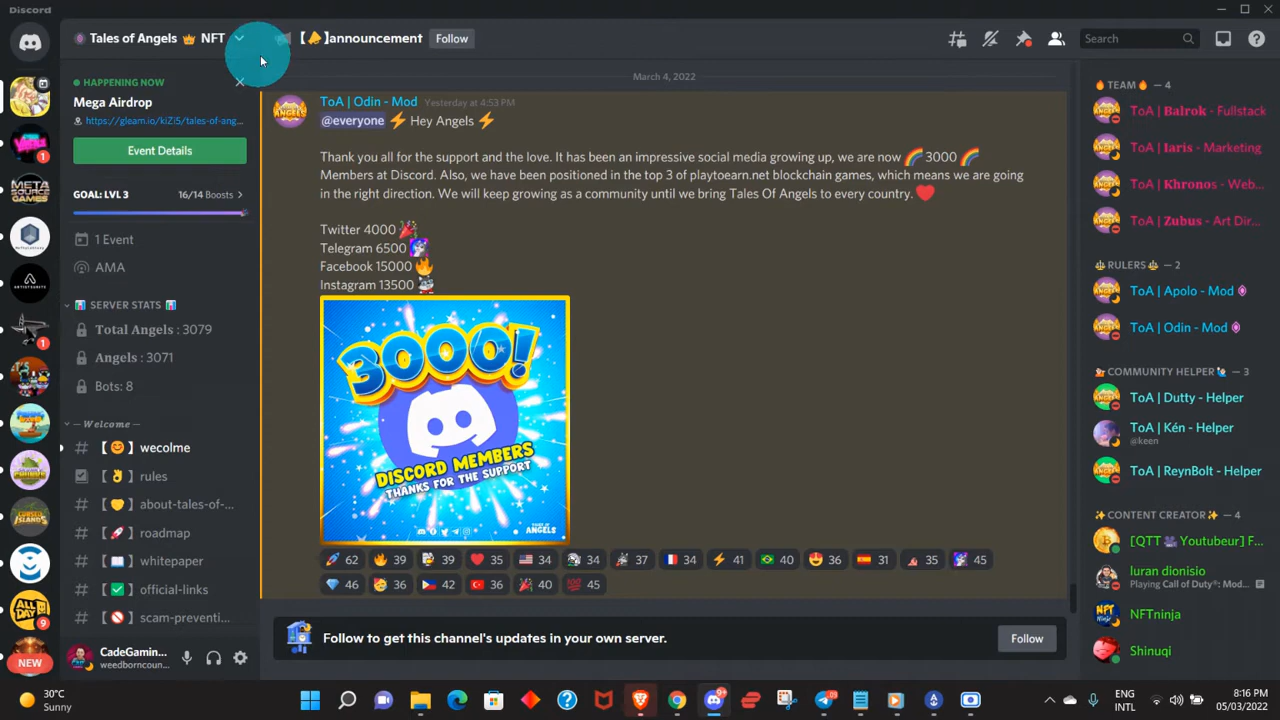 Discord
Tales of Angels 👑 NFT
【📣】announcement
Follow
Search
HAPPENING NOW
Mega Airdrop
https://gleam.io/kIZi5/tales-of-ang...
Event Details
GOAL: LVL 3
16/14 Boosts
1 Event
AMA
📊 SERVER STATS 📊
Total Angels : 3079
Angels : 3071
Bots: 8
— Welcome —
【😊】wecolme
【👌】rules
【💛】about-tales-of-...
【🚀】roadmap
【📖】whitepaper
【✅】official-links
【🚫】scam-preventi...
CadeGamin...
weedborncoun...
March 4, 2022
ToA | Odin - Mod Yesterday at 4:53 PM
@everyone ⚡ Hey Angels ⚡
Thank you all for the support and the love. It has been an impressive social media growing up, we are now 🌈3000 🌈
Members at Discord. Also, we have been positioned in the top 3 of playtoearn.net blockchain games, which means we are going
in the right direction. We will keep growing as a community until we bring Tales Of Angels to every country. ❤️
Twitter 4000 🎉
Telegram 6500
Facebook 15000 🔥
Instagram 13500
3000!
DISCORD MEMBERS
THANKS FOR THE SUPPORT
ANGELS
62 39 39 35 34 34 37 34 41 40 36 31 35 45
46 36 42 36 40 45
Follow to get this channel's updates in your own server.
Follow
🔥TEAM🔥 — 4
ToA | Balrok - Fullstack
ToA | Iaris - Marketing
ToA | Khronos - Web...
ToA | Zubus - Art Dir...
⚖️RULERS⚖️ — 2
ToA | Apolo - Mod
ToA | Odin - Mod
COMMUNITY HELPER — 3
ToA | Dutty - Helper
ToA | Kén - Helper
@keen
ToA | ReynBolt - Helper
✨CONTENT CREATOR✨ — 4
[QTT🎥Youtubeur] F...
luran dionisio
Playing Call of Duty®: Mod...
NFTninja
Shinuqi
1
1
9
NEW
30°C
Sunny
ENG
INTL
8:16 PM
05/03/2022